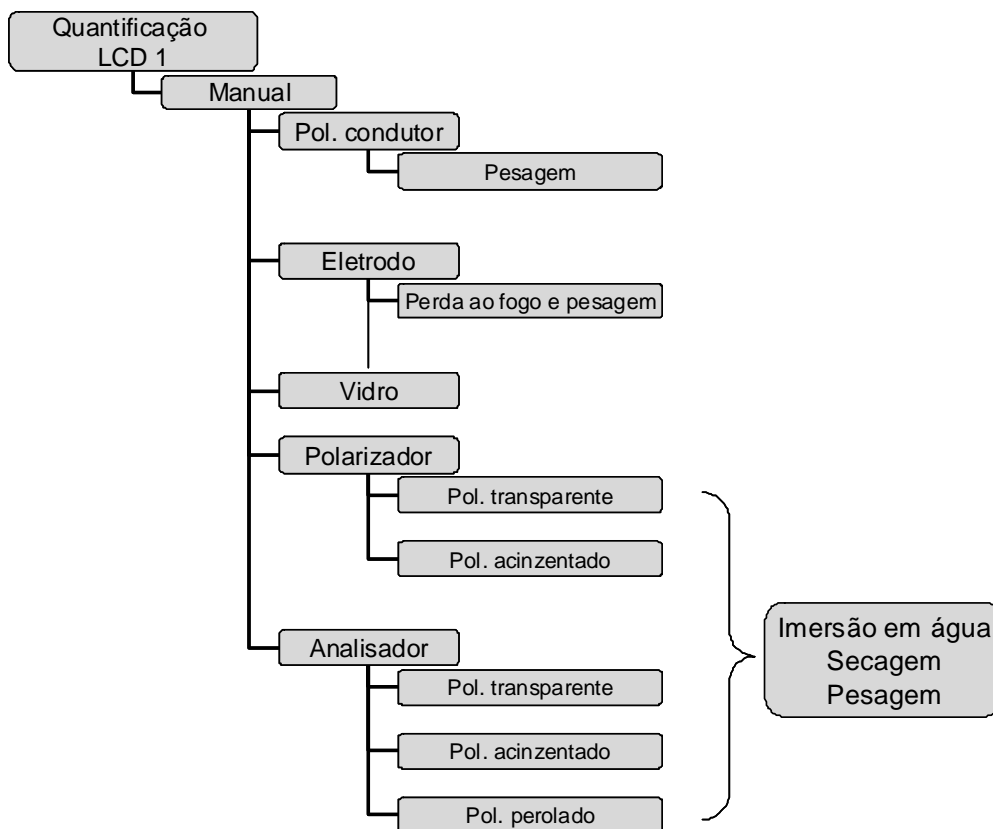 Quantificação
LCD 1
Manual
Pol. condutor
Pesagem
Eletrodo
Perda ao fogo e pesagem
Vidro
Polarizador
Pol. transparente
Pol. acinzentado
Analisador
Pol. transparente
Pol. acinzentado
Pol. perolado
Imersão em água
Secagem
Pesagem